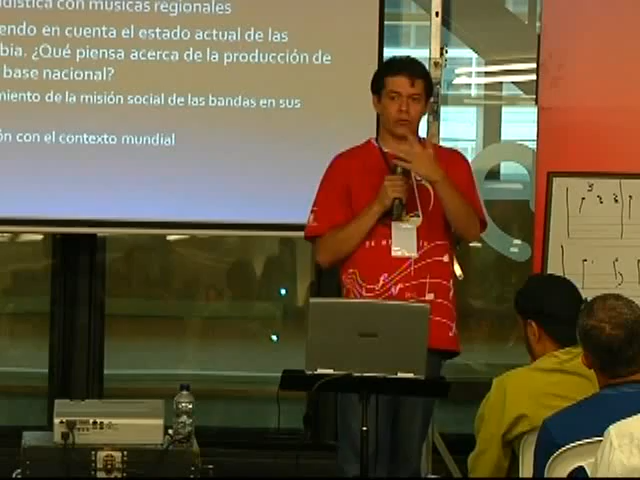 adística con músicas regionales
endo en cuenta el estado actual de las
bia. ¿Qué piensa acerca de la producción de
base nacional?
miento de la misión social de las bandas en sus
ón con el contexto mundial